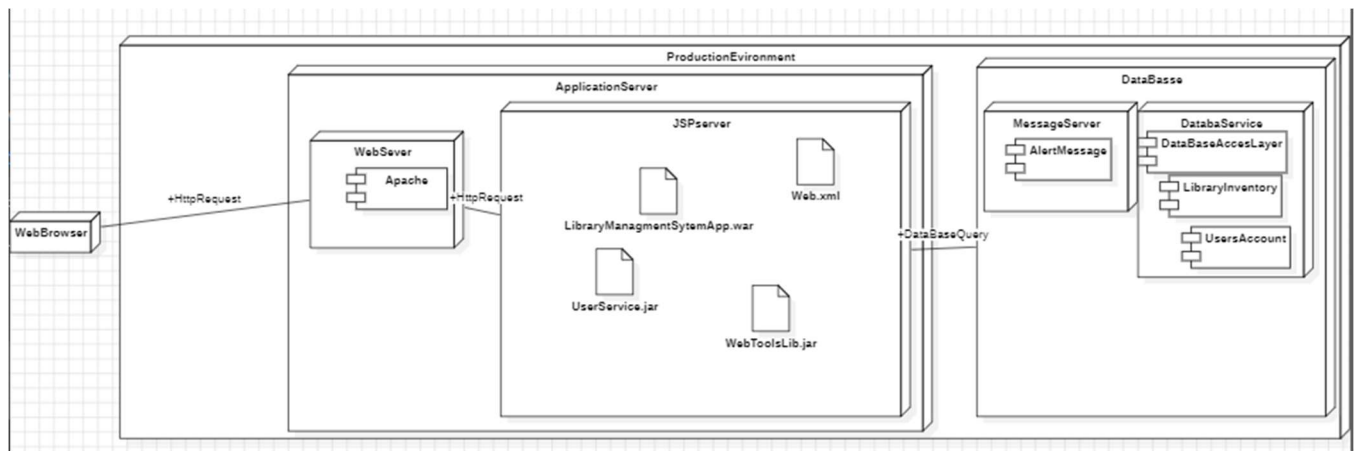 ProductionEvironment
ApplicationServer
DataBasse
JSPserver
MessageServer
DatabaService
WebSever
AlertMessage
DataBaseAccesLayer
Apache
Web.xml
LibraryInventory
+HttpRequest
+HttpRequest
LibraryManagmentSytemApp.war
WebBrowser
+DataBaseQuery
UsersAccount
UserService.jar
WebToolsLib.jar